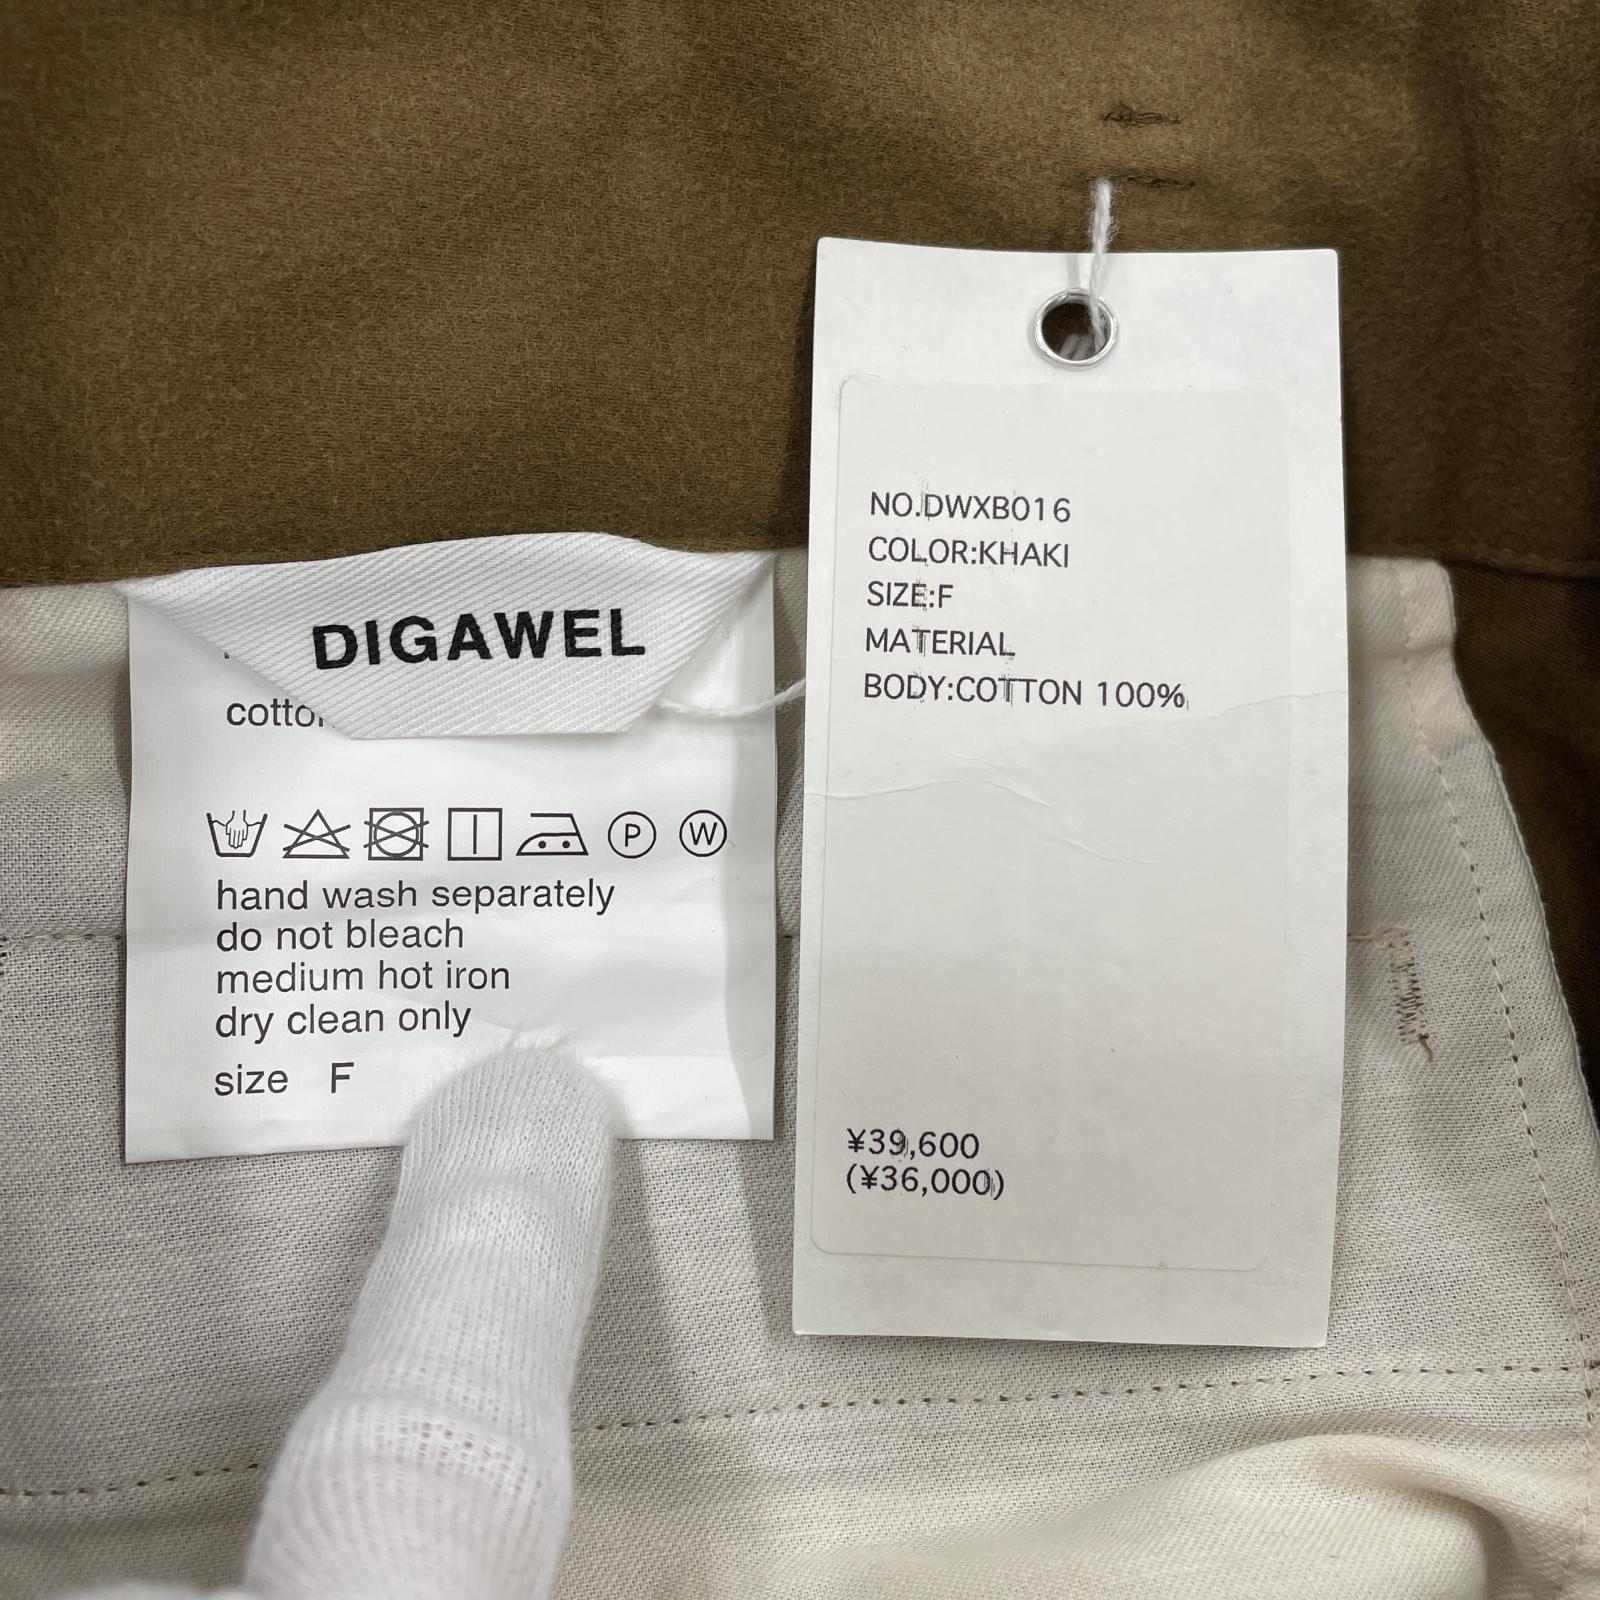 DIGAWEL
P
W
hand wash separately
do not bleach
medium hot iron
dry clean only
size F
NO.DWXB016
COLOR:KHAKI
SIZE:F
MATERIAL
BODY:COTTON 100%
¥39,600
(¥36,000)